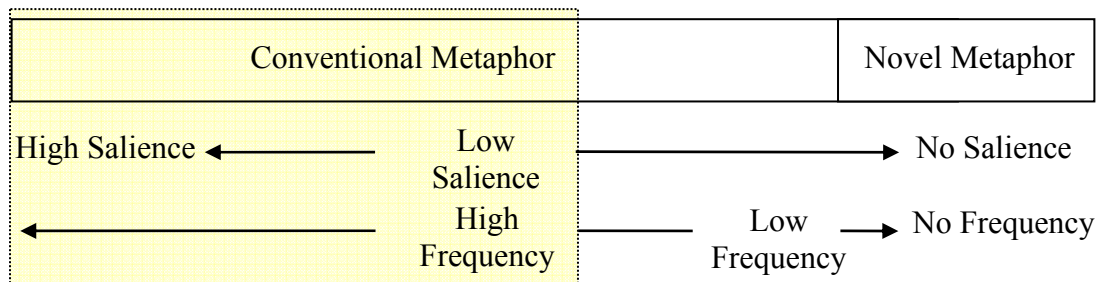 Conventional Metaphor Novel Metaphor
High Salience Low Salience No Salience
High Frequency Low Frequency No Frequency